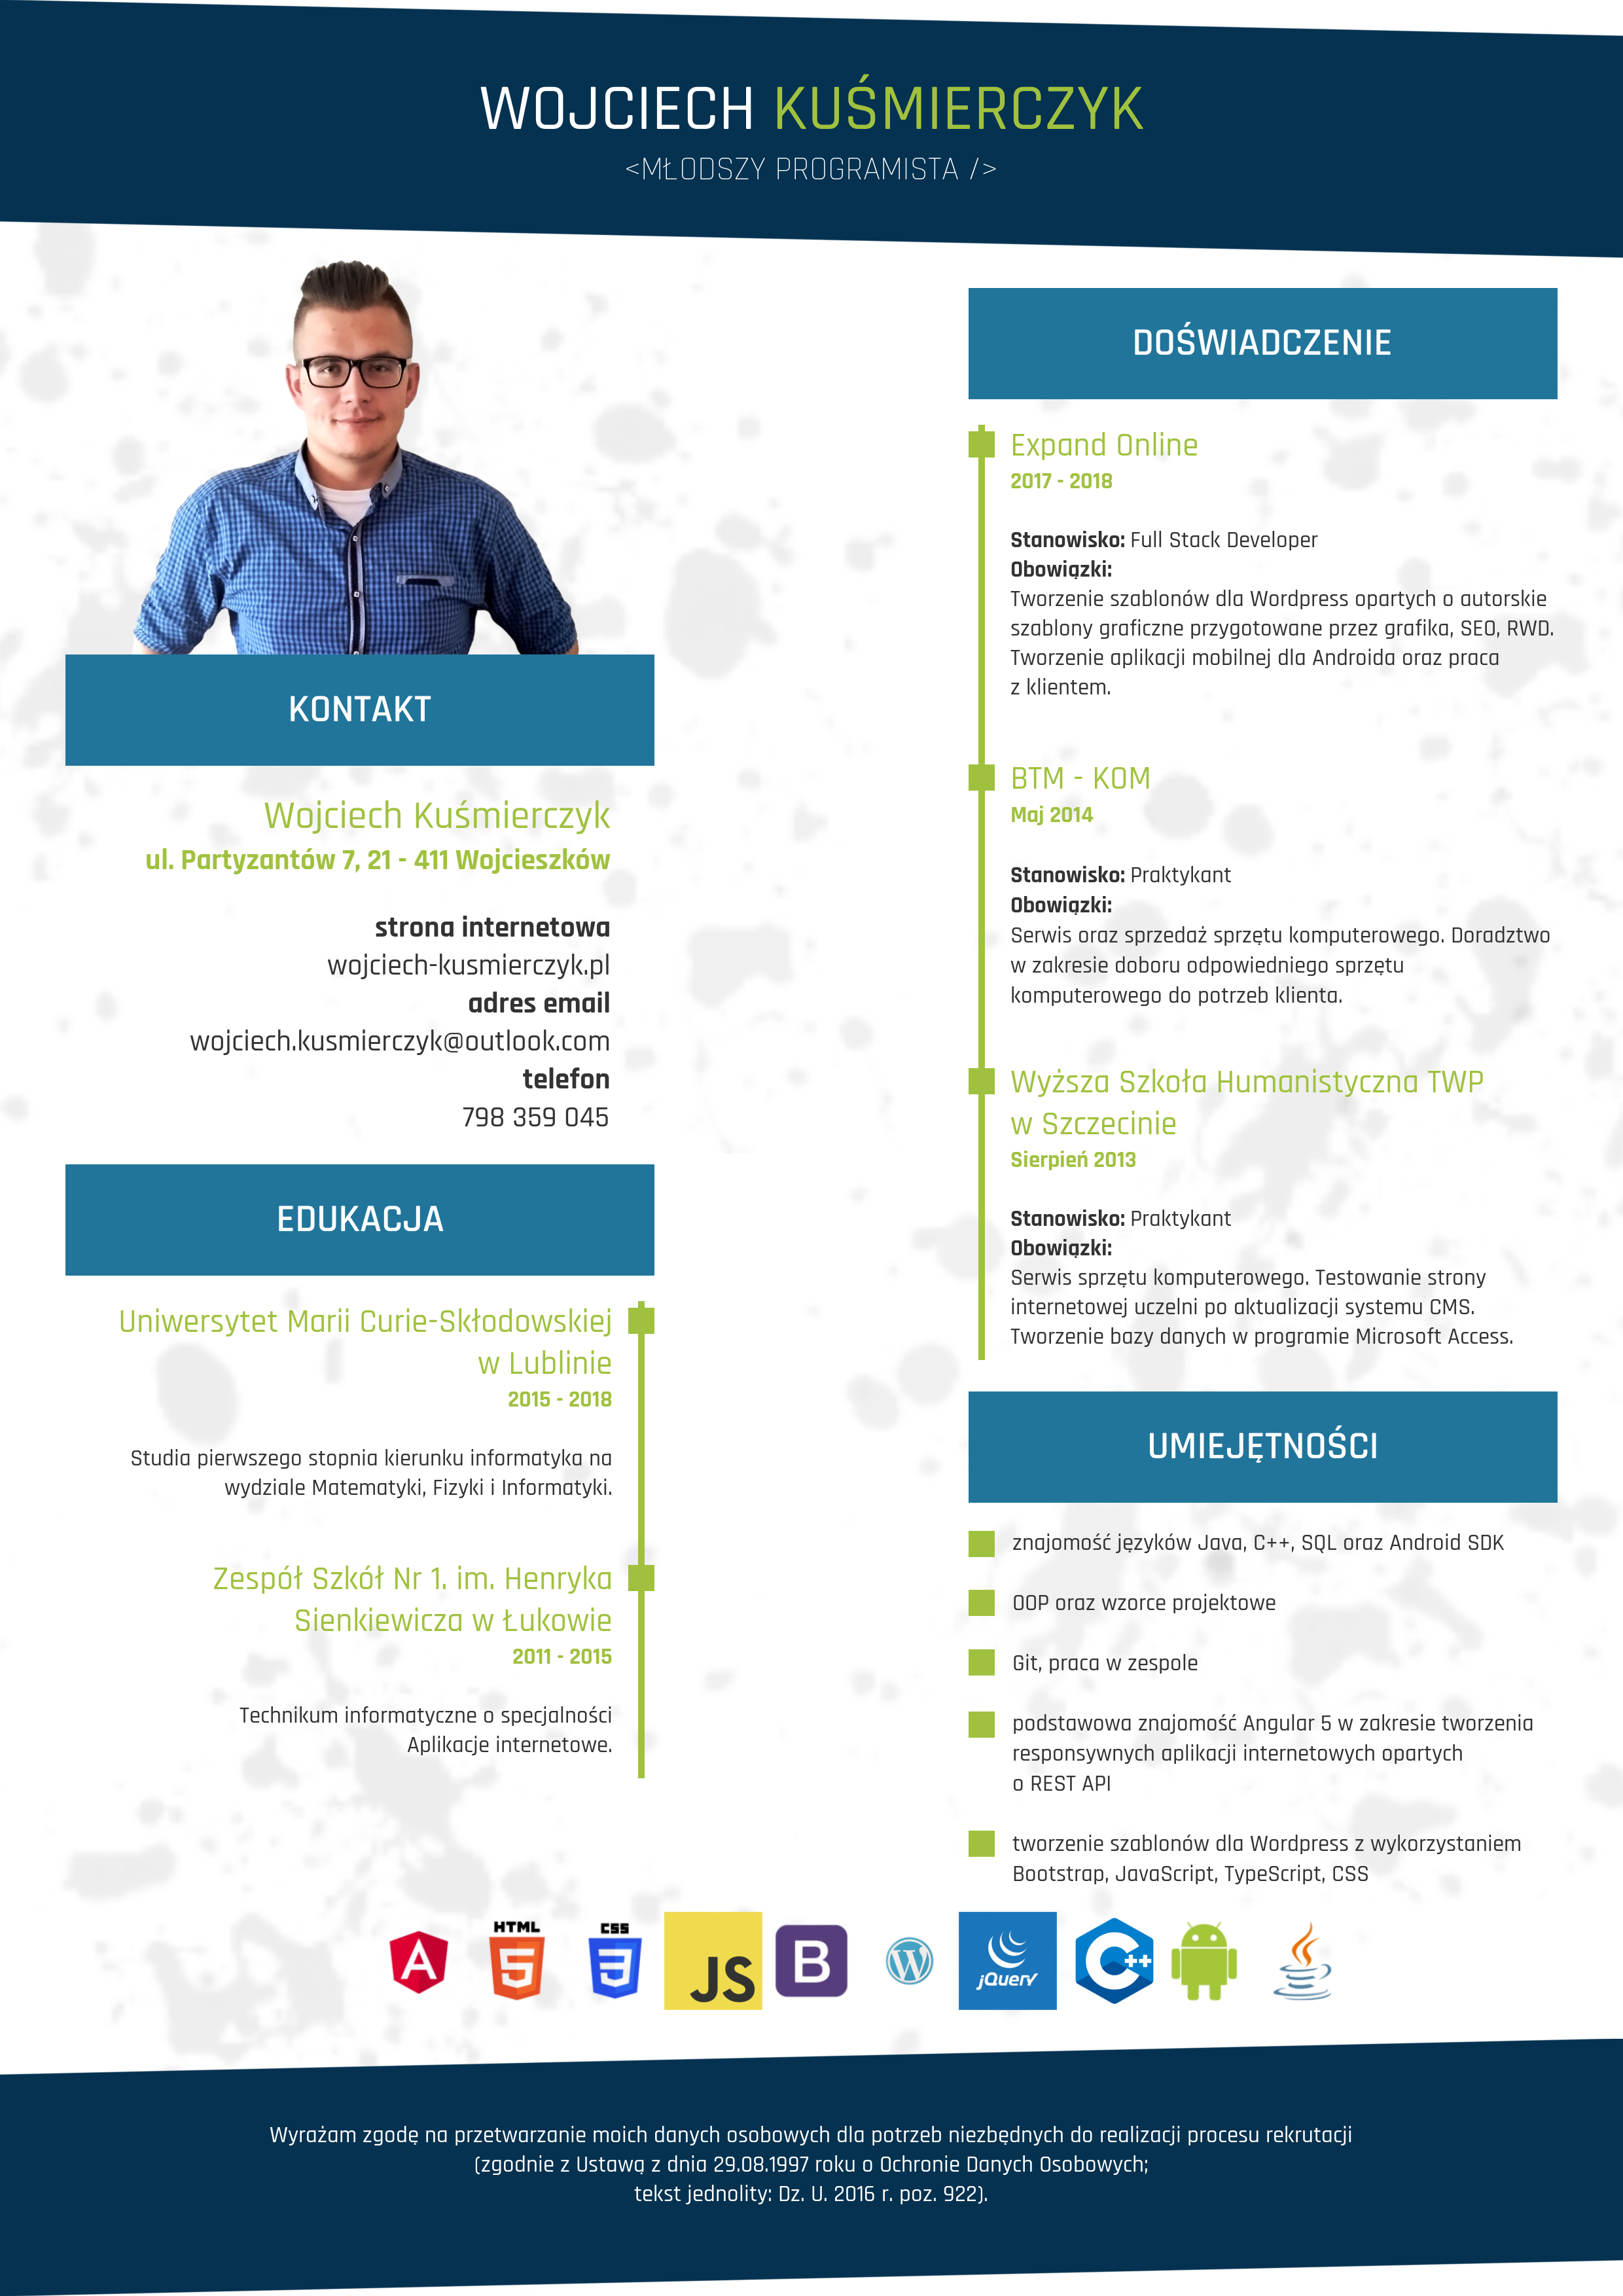 WOJCIECH KUŚMIERCZYK
<MŁODSZY PROGRAMISTA />
KONTAKT
Wojciech Kuśmierczyk
ul. Partyzantów 7, 21 - 411 Wojcieszków
strona internetowa
wojciech-kusmierczyk.pl
adres email
wojciech.kusmierczyk@outlook.com
telefon
798 359 045
EDUKACJA
Uniwersytet Marii Curie-Skłodowskiej
w Lublinie
2015 - 2018
Studia pierwszego stopnia kierunku informatyka na
wydziale Matematyki, Fizyki i Informatyki.
Zespół Szkół Nr 1. im. Henryka
Sienkiewicza w Łukowie
2011 - 2015
Technikum informatyczne o specjalności
Aplikacje internetowe.
DOŚWIADCZENIE
Expand Online
2017 - 2018
Stanowisko: Full Stack Developer
Obowiązki:
Tworzenie szablonów dla Wordpress opartych o autorskie
szablony graficzne przygotowane przez grafika, SEO, RWD.
Tworzenie aplikacji mobilnej dla Androida oraz praca
z klientem.
BTM - KOM
Maj 2014
Stanowisko: Praktykant
Obowiązki:
Serwis oraz sprzedaż sprzętu komputerowego. Doradztwo
w zakresie doboru odpowiedniego sprzętu
komputerowego do potrzeb klienta.
Wyższa Szkoła Humanistyczna TWP
w Szczecinie
Sierpień 2013
Stanowisko: Praktykant
Obowiązki:
Serwis sprzętu komputerowego. Testowanie strony
internetowej uczelni po aktualizacji systemu CMS.
Tworzenie bazy danych w programie Microsoft Access.
UMIEJĘTNOŚCI
znajomość języków Java, C++, SQL oraz Android SDK
OOP oraz wzorce projektowe
Git, praca w zespole
podstawowa znajomość Angular 5 w zakresie tworzenia
responsywnych aplikacji internetowych opartych
o REST API
tworzenie szablonów dla Wordpress z wykorzystaniem
Bootstrap, JavaScript, TypeScript, CSS
A HTML 5 CSS 3 JS B W jQuery C++
Wyrażam zgodę na przetwarzanie moich danych osobowych dla potrzeb niezbędnych do realizacji procesu rekrutacji
(zgodnie z Ustawą z dnia 29.08.1997 roku o Ochronie Danych Osobowych;
tekst jednolity: Dz. U. 2016 r. poz. 922).